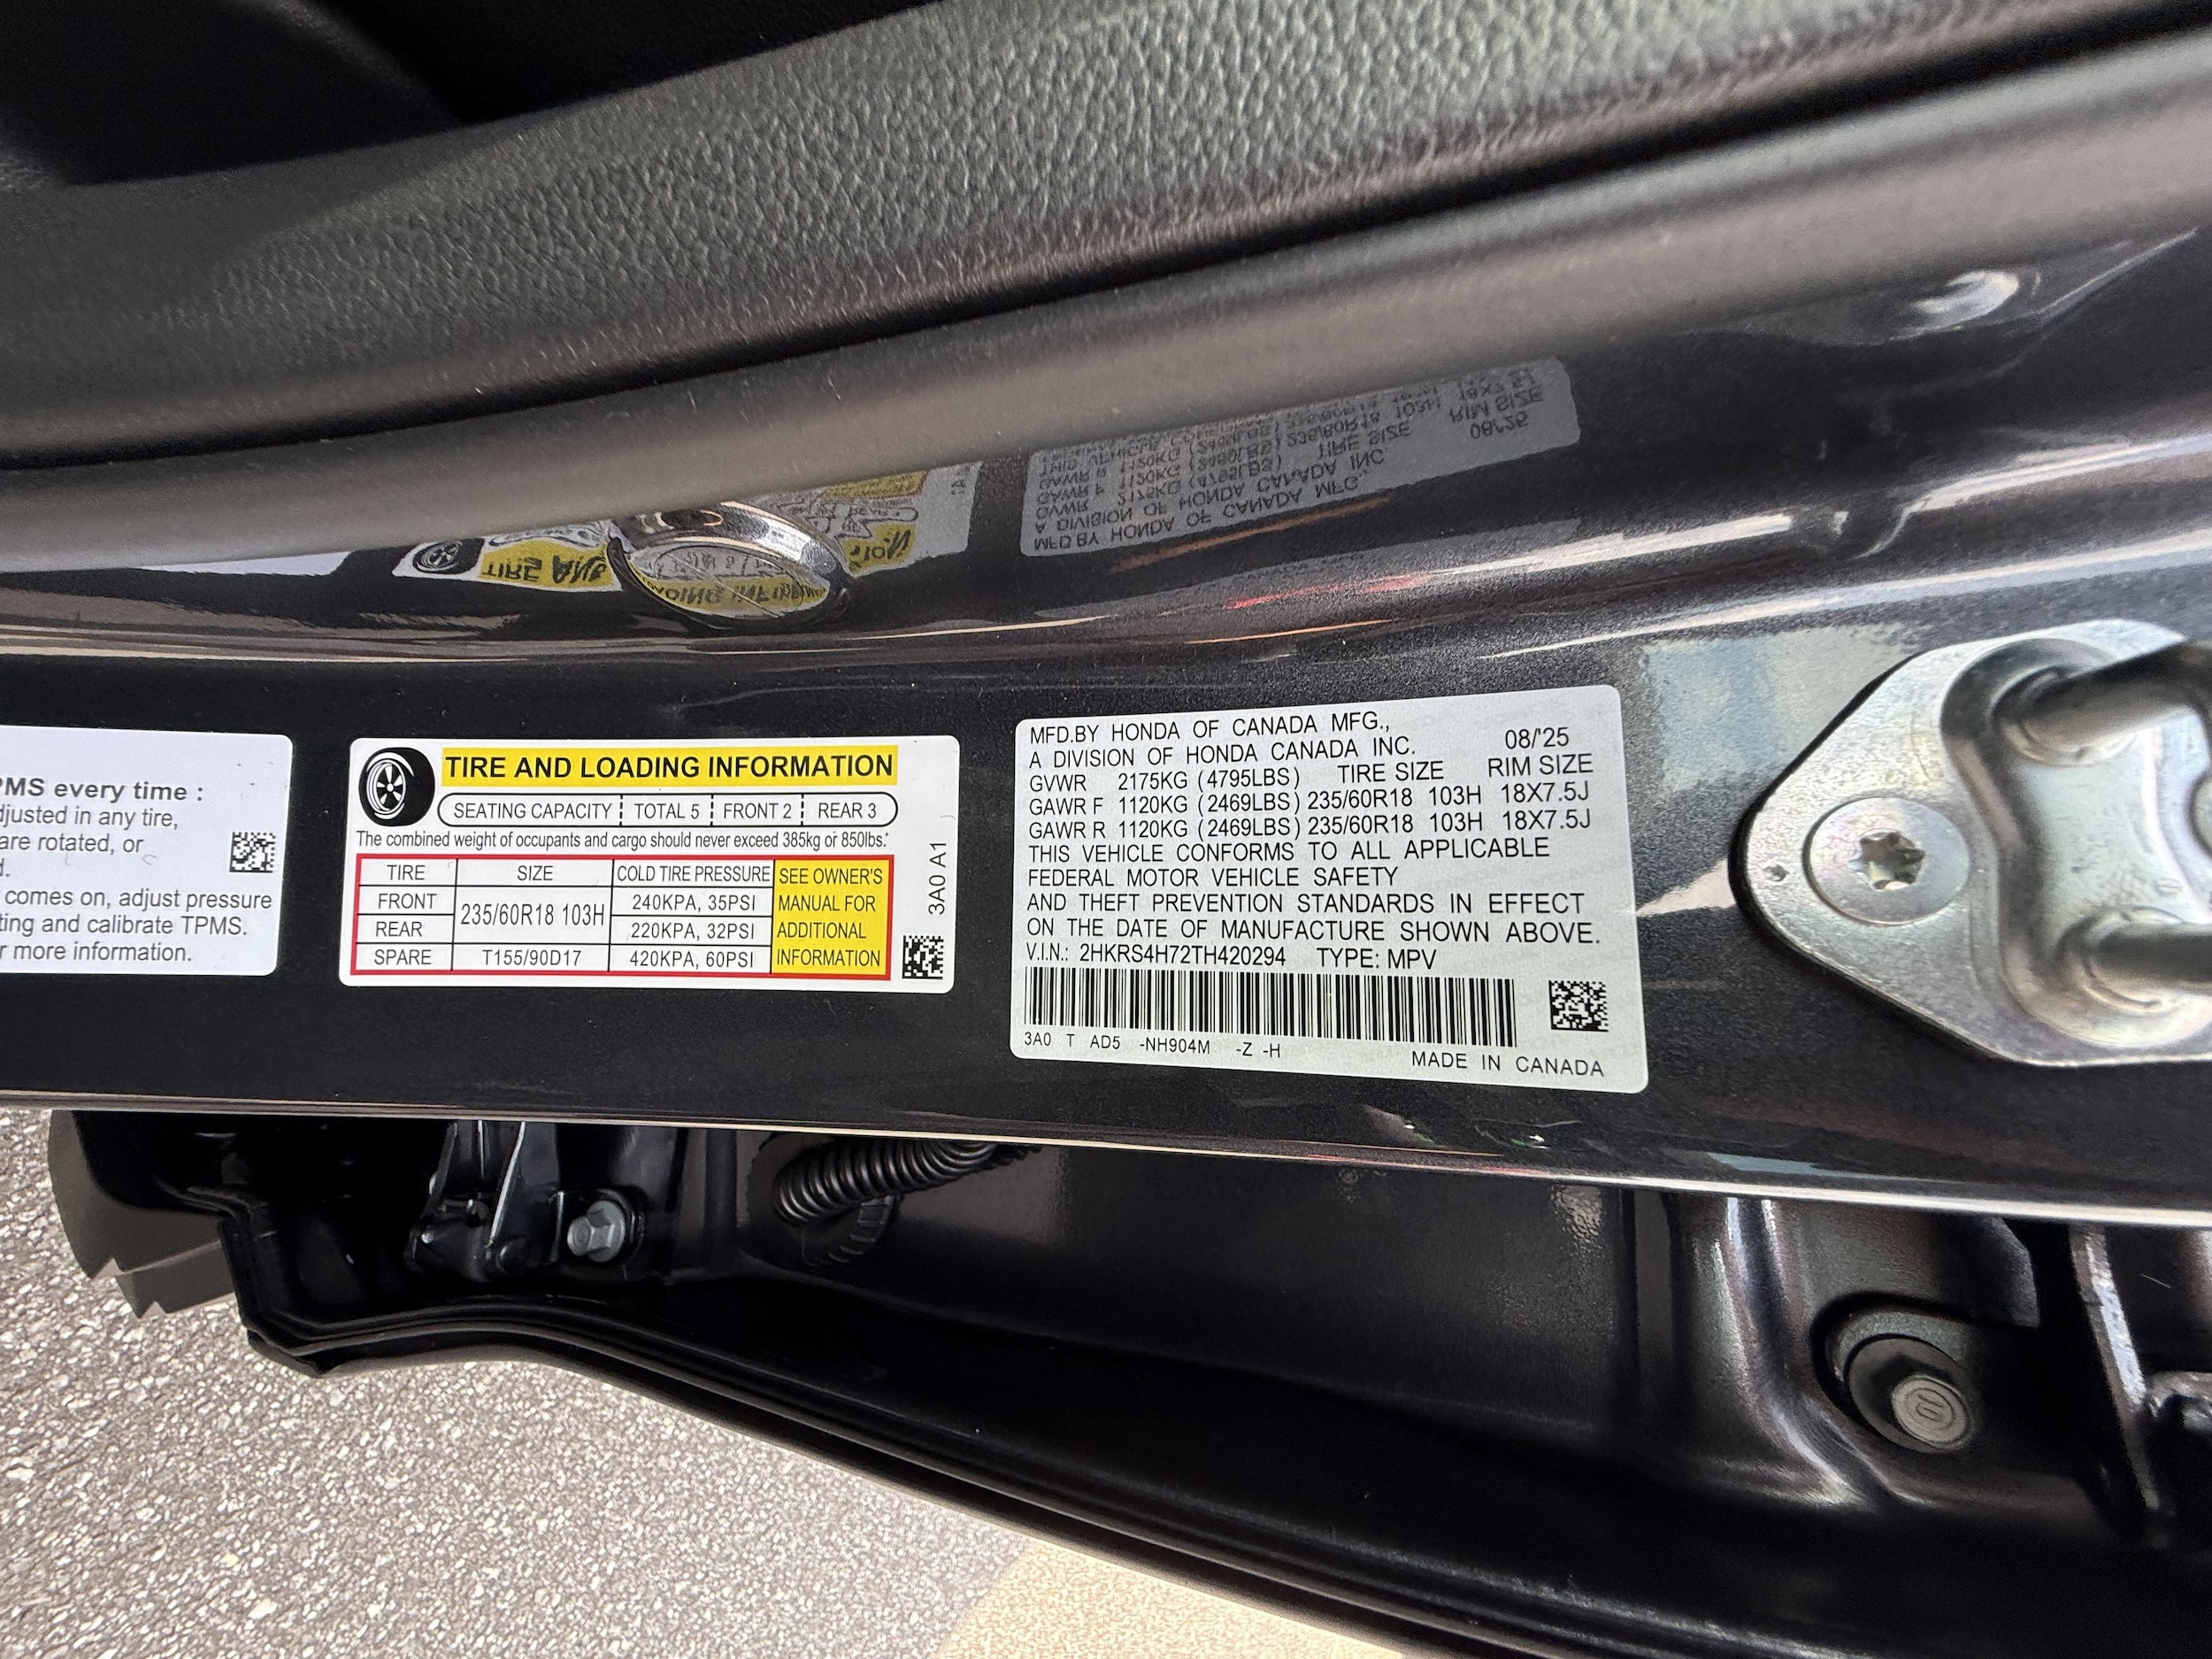 PMS every time :
djusted in any tire,
are rotated, or
d.
comes on, adjust pressure
ting and calibrate TPMS.
r more information.
TIRE AND LOADING INFORMATION
SEATING CAPACITY TOTAL 5 FRONT 2 REAR 3
The combined weight of occupants and cargo should never exceed 385kg or 850lbs.
TIRE SIZE COLD TIRE PRESSURE SEE OWNER'S
FRONT 235/60R18 103H 240KPA, 35PSI MANUAL FOR
REAR 220KPA, 32PSI ADDITIONAL
SPARE T155/90D17 420KPA, 60PSI INFORMATION
3A0 A1
MFD.BY HONDA OF CANADA MFG.,
A DIVISION OF HONDA CANADA INC. 08/'25
GVWR 2175KG (4795LBS) TIRE SIZE RIM SIZE
GAWR F 1120KG (2469LBS) 235/60R18 103H 18X7.5J
GAWR R 1120KG (2469LBS) 235/60R18 103H 18X7.5J
THIS VEHICLE CONFORMS TO ALL APPLICABLE
FEDERAL MOTOR VEHICLE SAFETY
AND THEFT PREVENTION STANDARDS IN EFFECT
ON THE DATE OF MANUFACTURE SHOWN ABOVE.
V.I.N.: 2HKRS4H72TH420294 TYPE: MPV
3A0 T AD5 -NH904M -Z -H
MADE IN CANADA
10